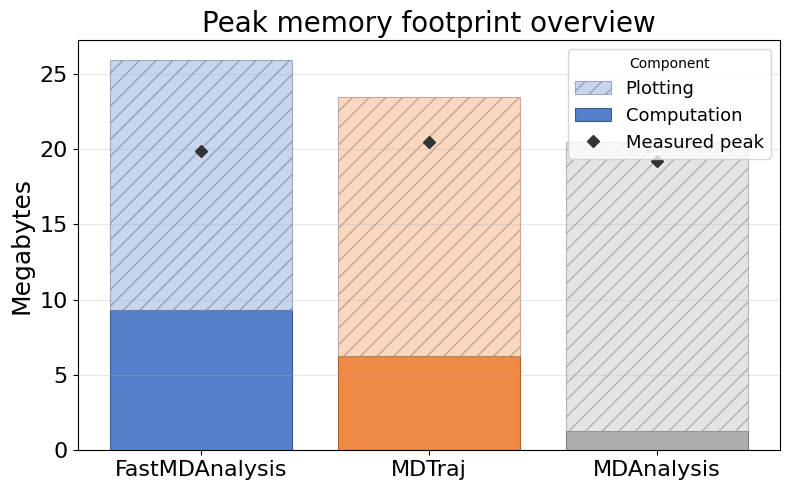 Peak memory footprint overview
Component
Plotting
Computation
Measured peak
Megabytes
25
20
15
10
5
0
FastMDAnalysis
MDTraj
MDAnalysis